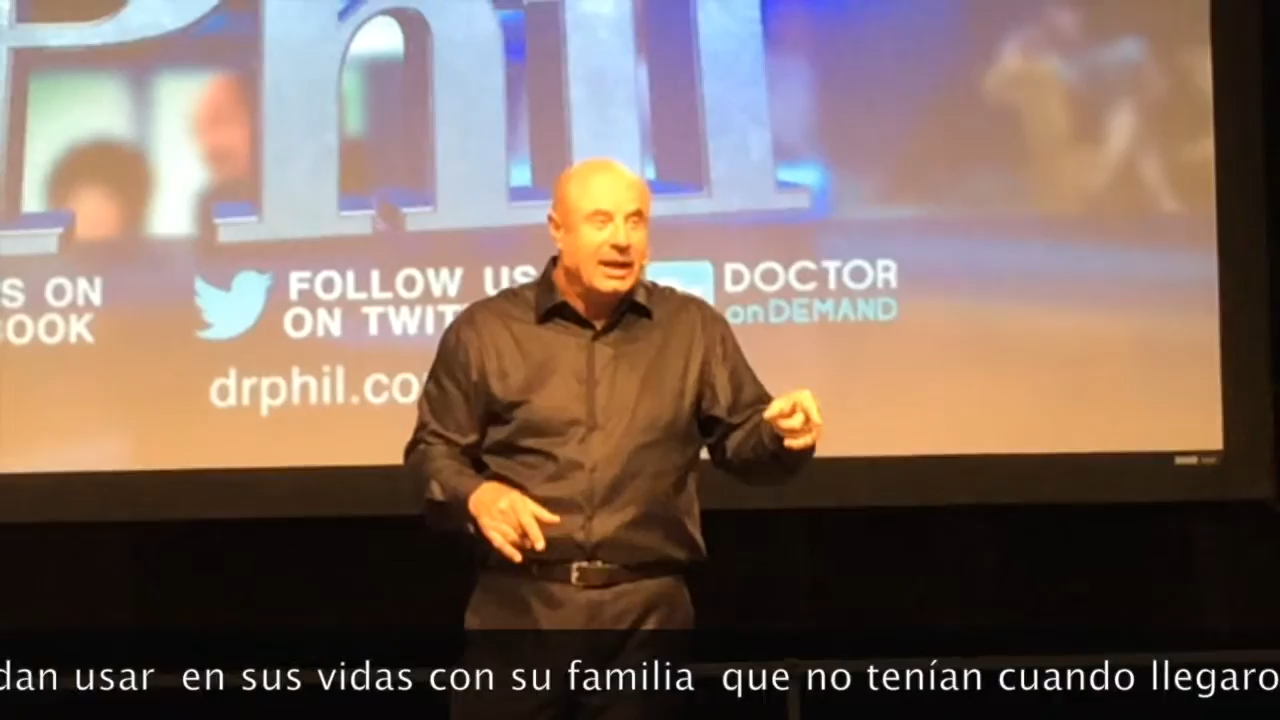 Phil
S ON
OOK
FOLLOW US
ON TWIT
DOCTOR
onDEMAND
drphil.co
dan usar en sus vidas con su familia que no tenían cuando llegaro